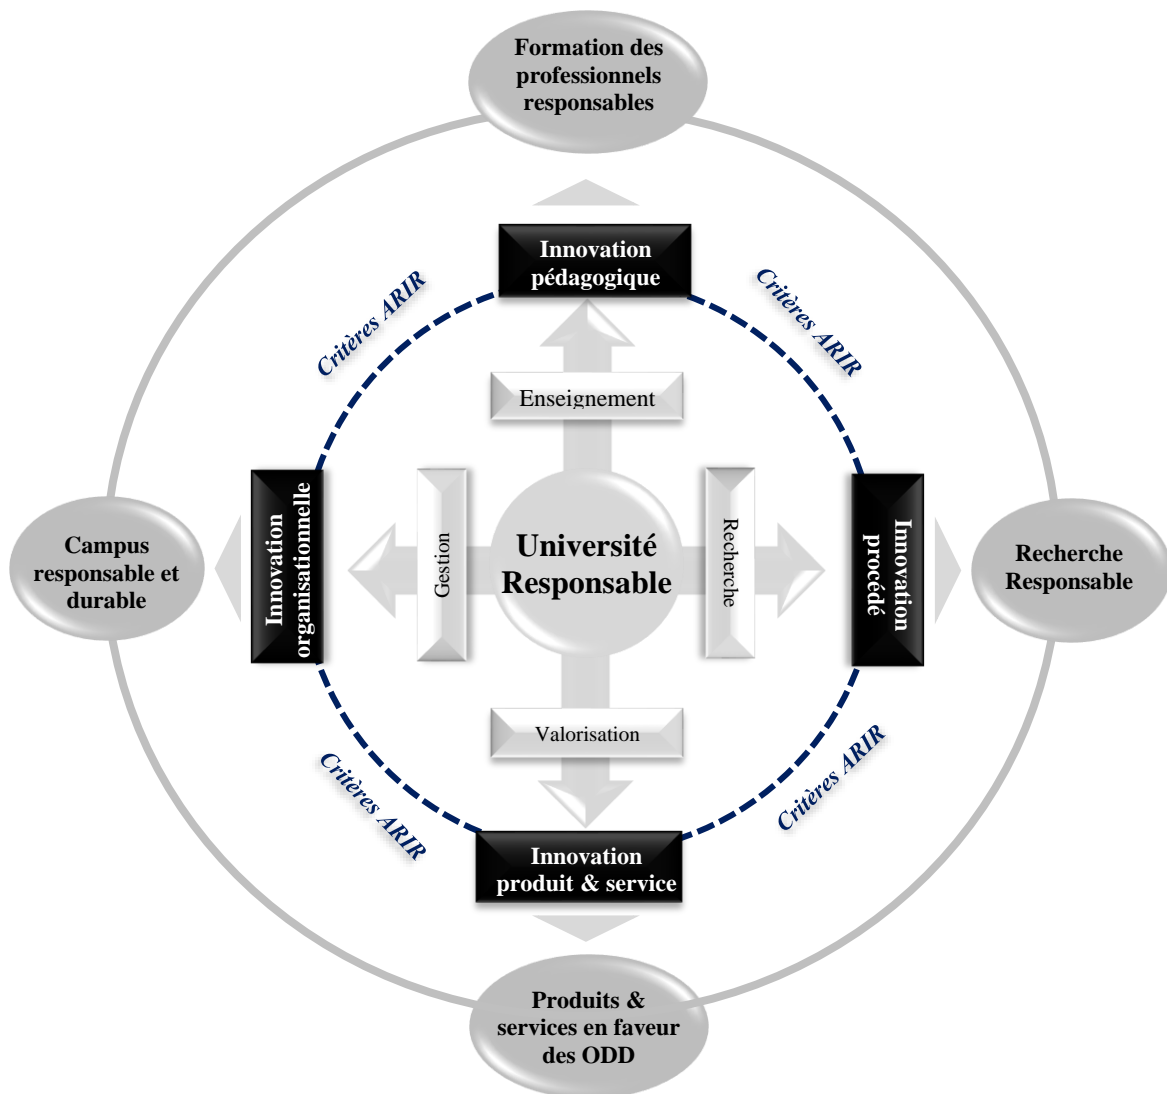 Formation des
professionnels
responsables
Innovation
pédagogique
Critères ARIR
Critères ARIR
Enseignement
Campus
responsable et
durable
Innovation
organisationnelle
Gestion
Université
Responsable
Recherche
Innovation
procédé
Recherche
Responsable
Valorisation
Critères ARIR
Critères ARIR
Innovation
produit & service
Produits &
services en faveur
des ODD